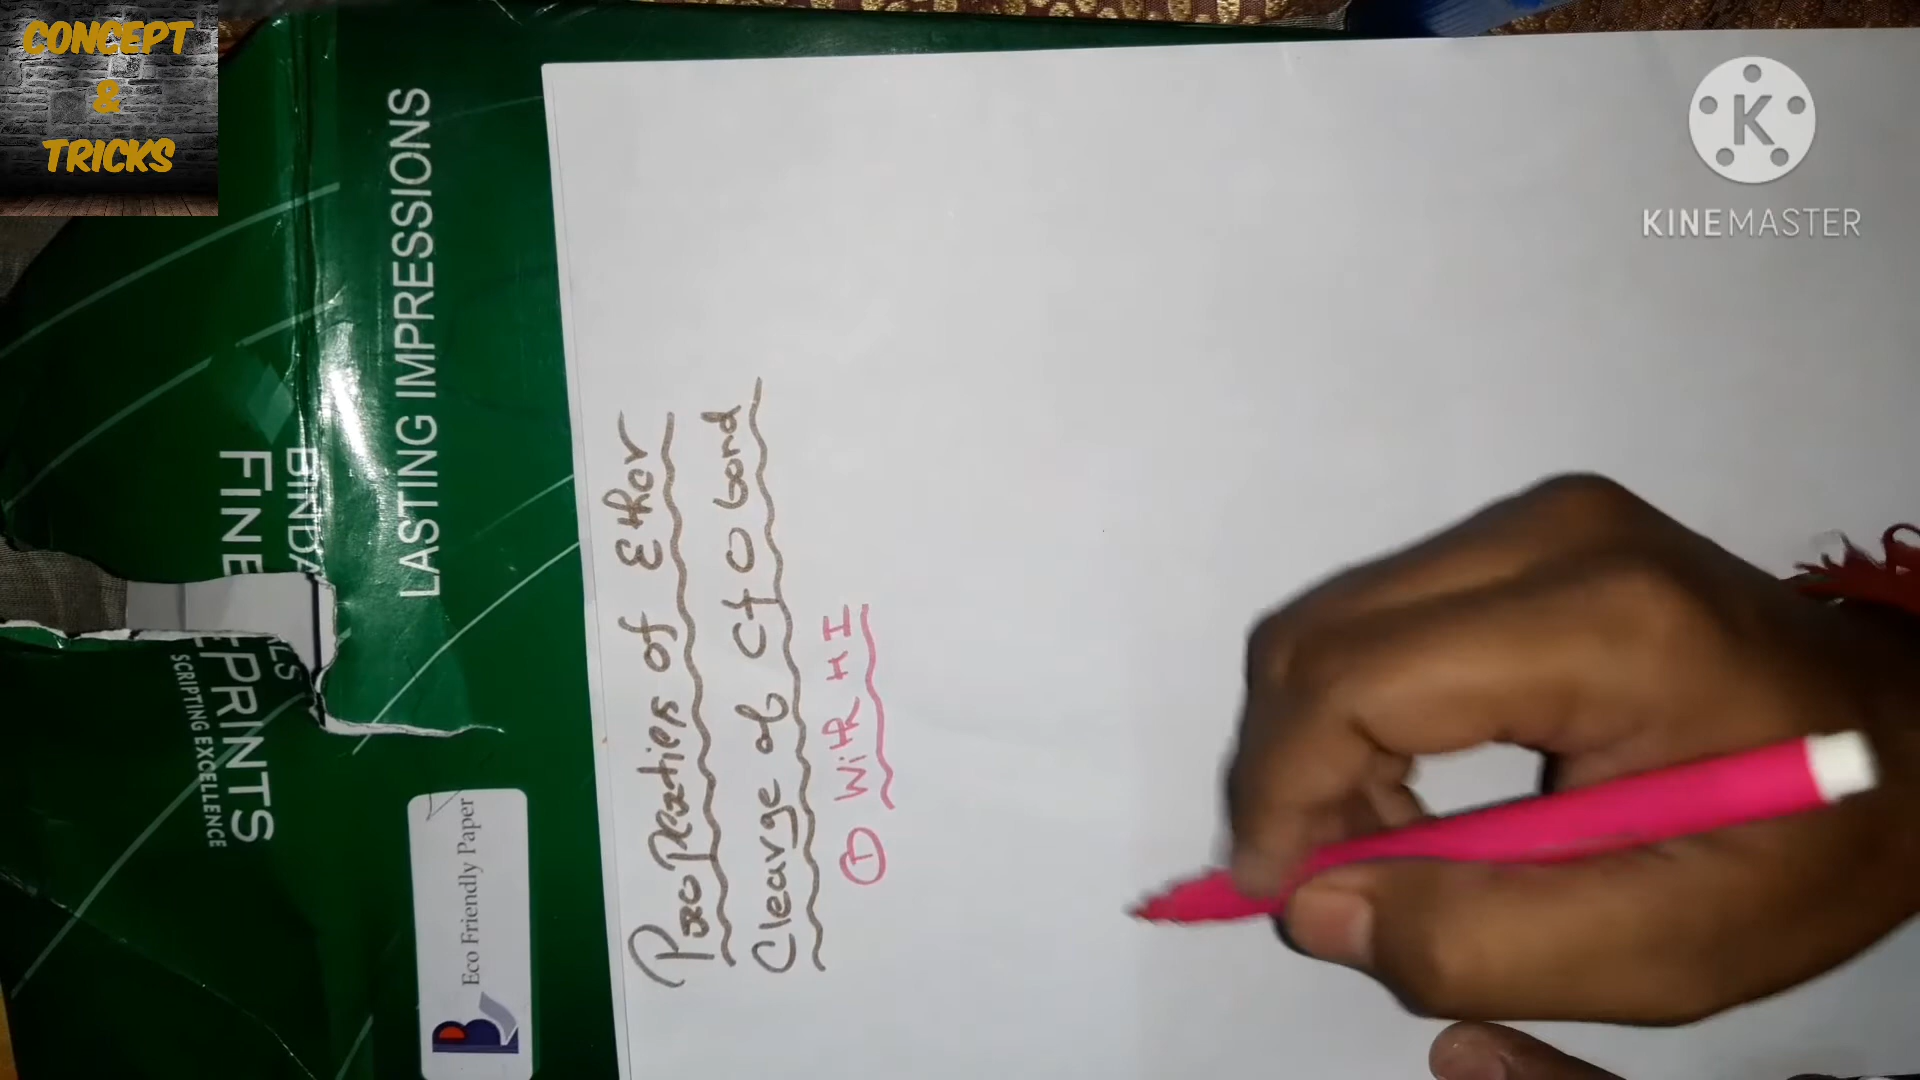 CONCEPT
&
TRICKS
K
KINEMASTER
LASTING IMPRESSIONS
FINE PRINTS
SCRIPTING EXCELLENCE
Eco Friendly Paper
Properties of Ether
Clearge of C-O bond
① With HI